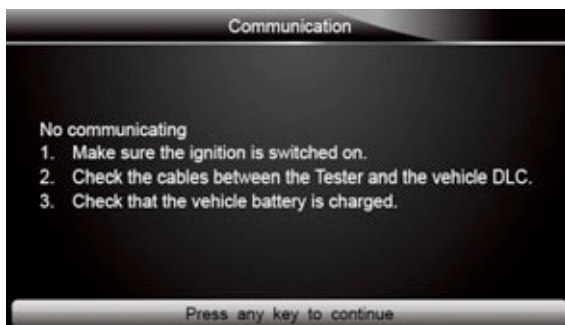 Communication
No communicating
1. Make sure the ignition is switched on.
2. Check the cables between the Tester and the vehicle DLC.
3. Check that the vehicle battery is charged.
Press any key to continue